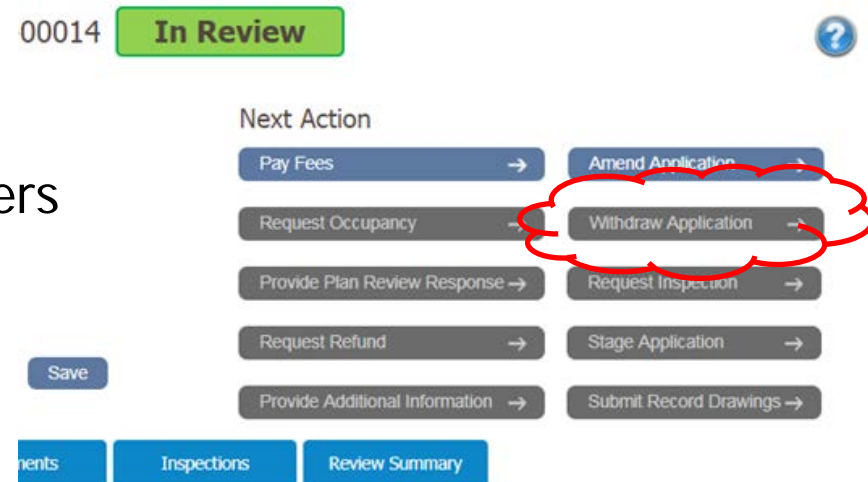 00014 In Review ?
Next Action
Pay Fees → Amend Application →
ers
Request Occupancy → Withdraw Application →
Provide Plan Review Response → Request Inspection →
Request Refund → Stage Application →
Save
Provide Additional Information → Submit Record Drawings →
nents Inspections Review Summary